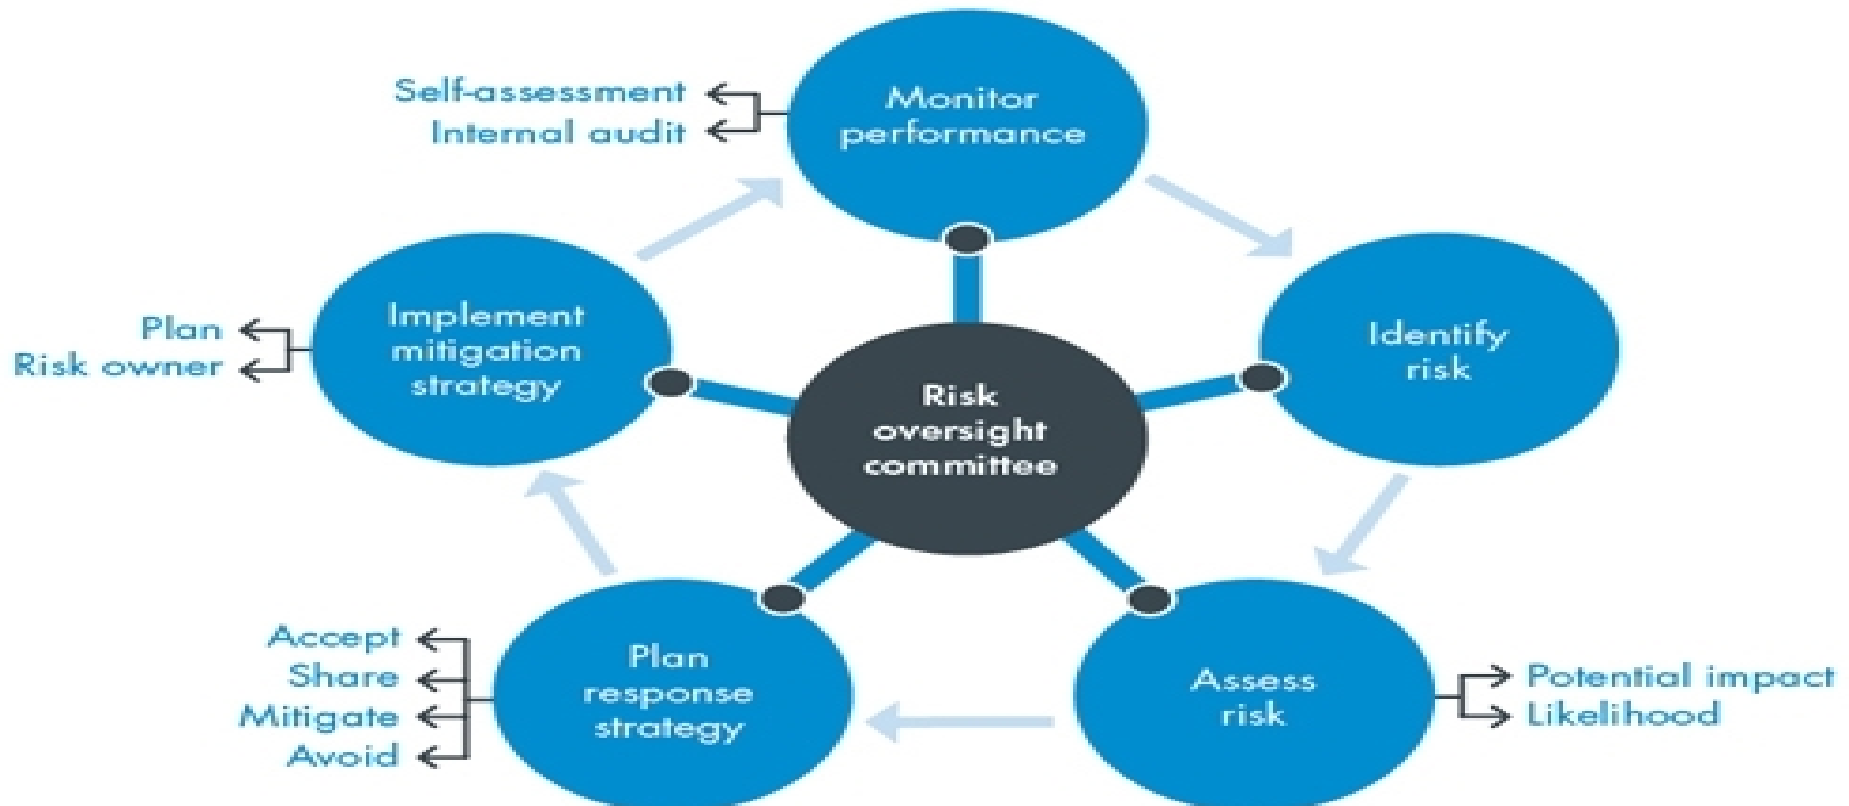 Self-assessment
Internal audit
Monitor
performance
Plan
Risk owner
Implement
mitigation
strategy
Identify
risk
Risk
oversight
committee
Accept
Share
Mitigate
Avoid
Plan
response
strategy
Assess
risk
Potential impact
Likelihood